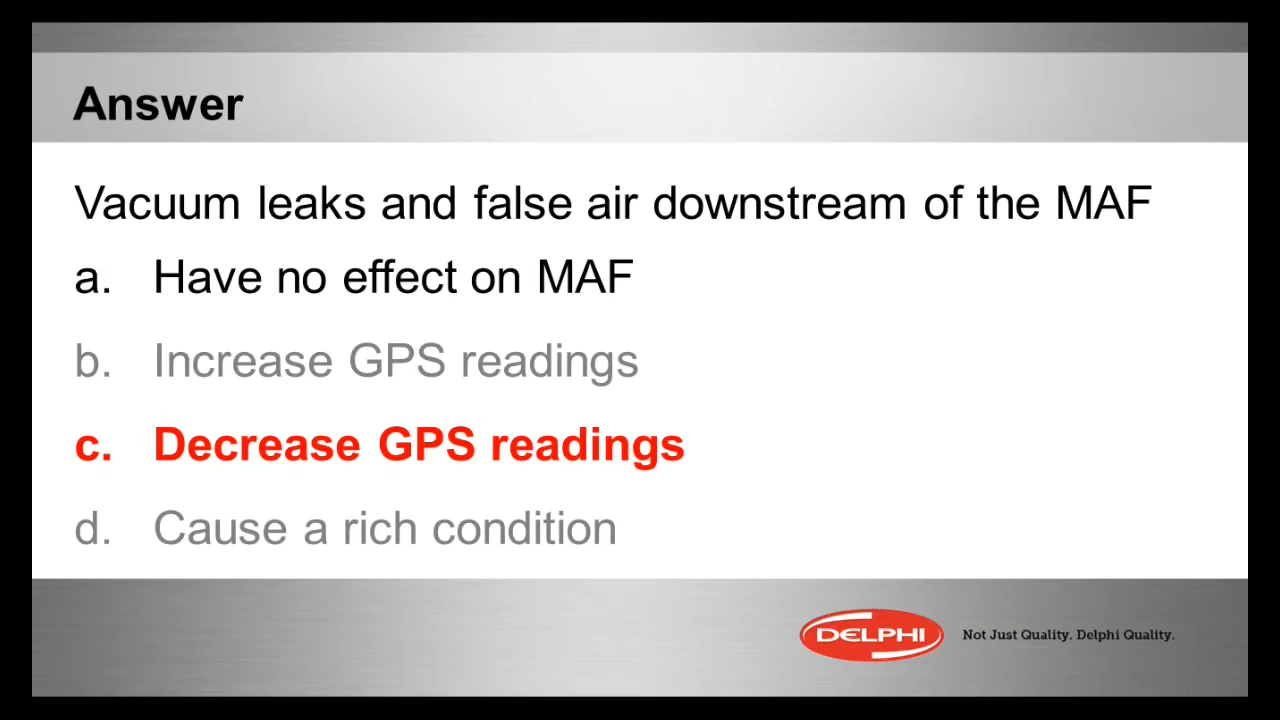 Answer
Vacuum leaks and false air downstream of the MAF
a. Have no effect on MAF
b. Increase GPS readings
c. Decrease GPS readings
d. Cause a rich condition
DELPHI Not Just Quality. Delphi Quality.